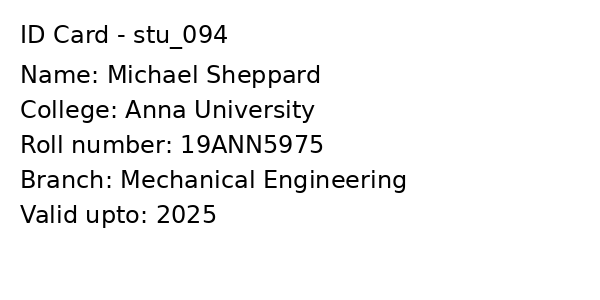 ID Card - stu_094
Name: Michael Sheppard
College: Anna University
Roll number: 19ANN5975
Branch: Mechanical Engineering
Valid upto: 2025